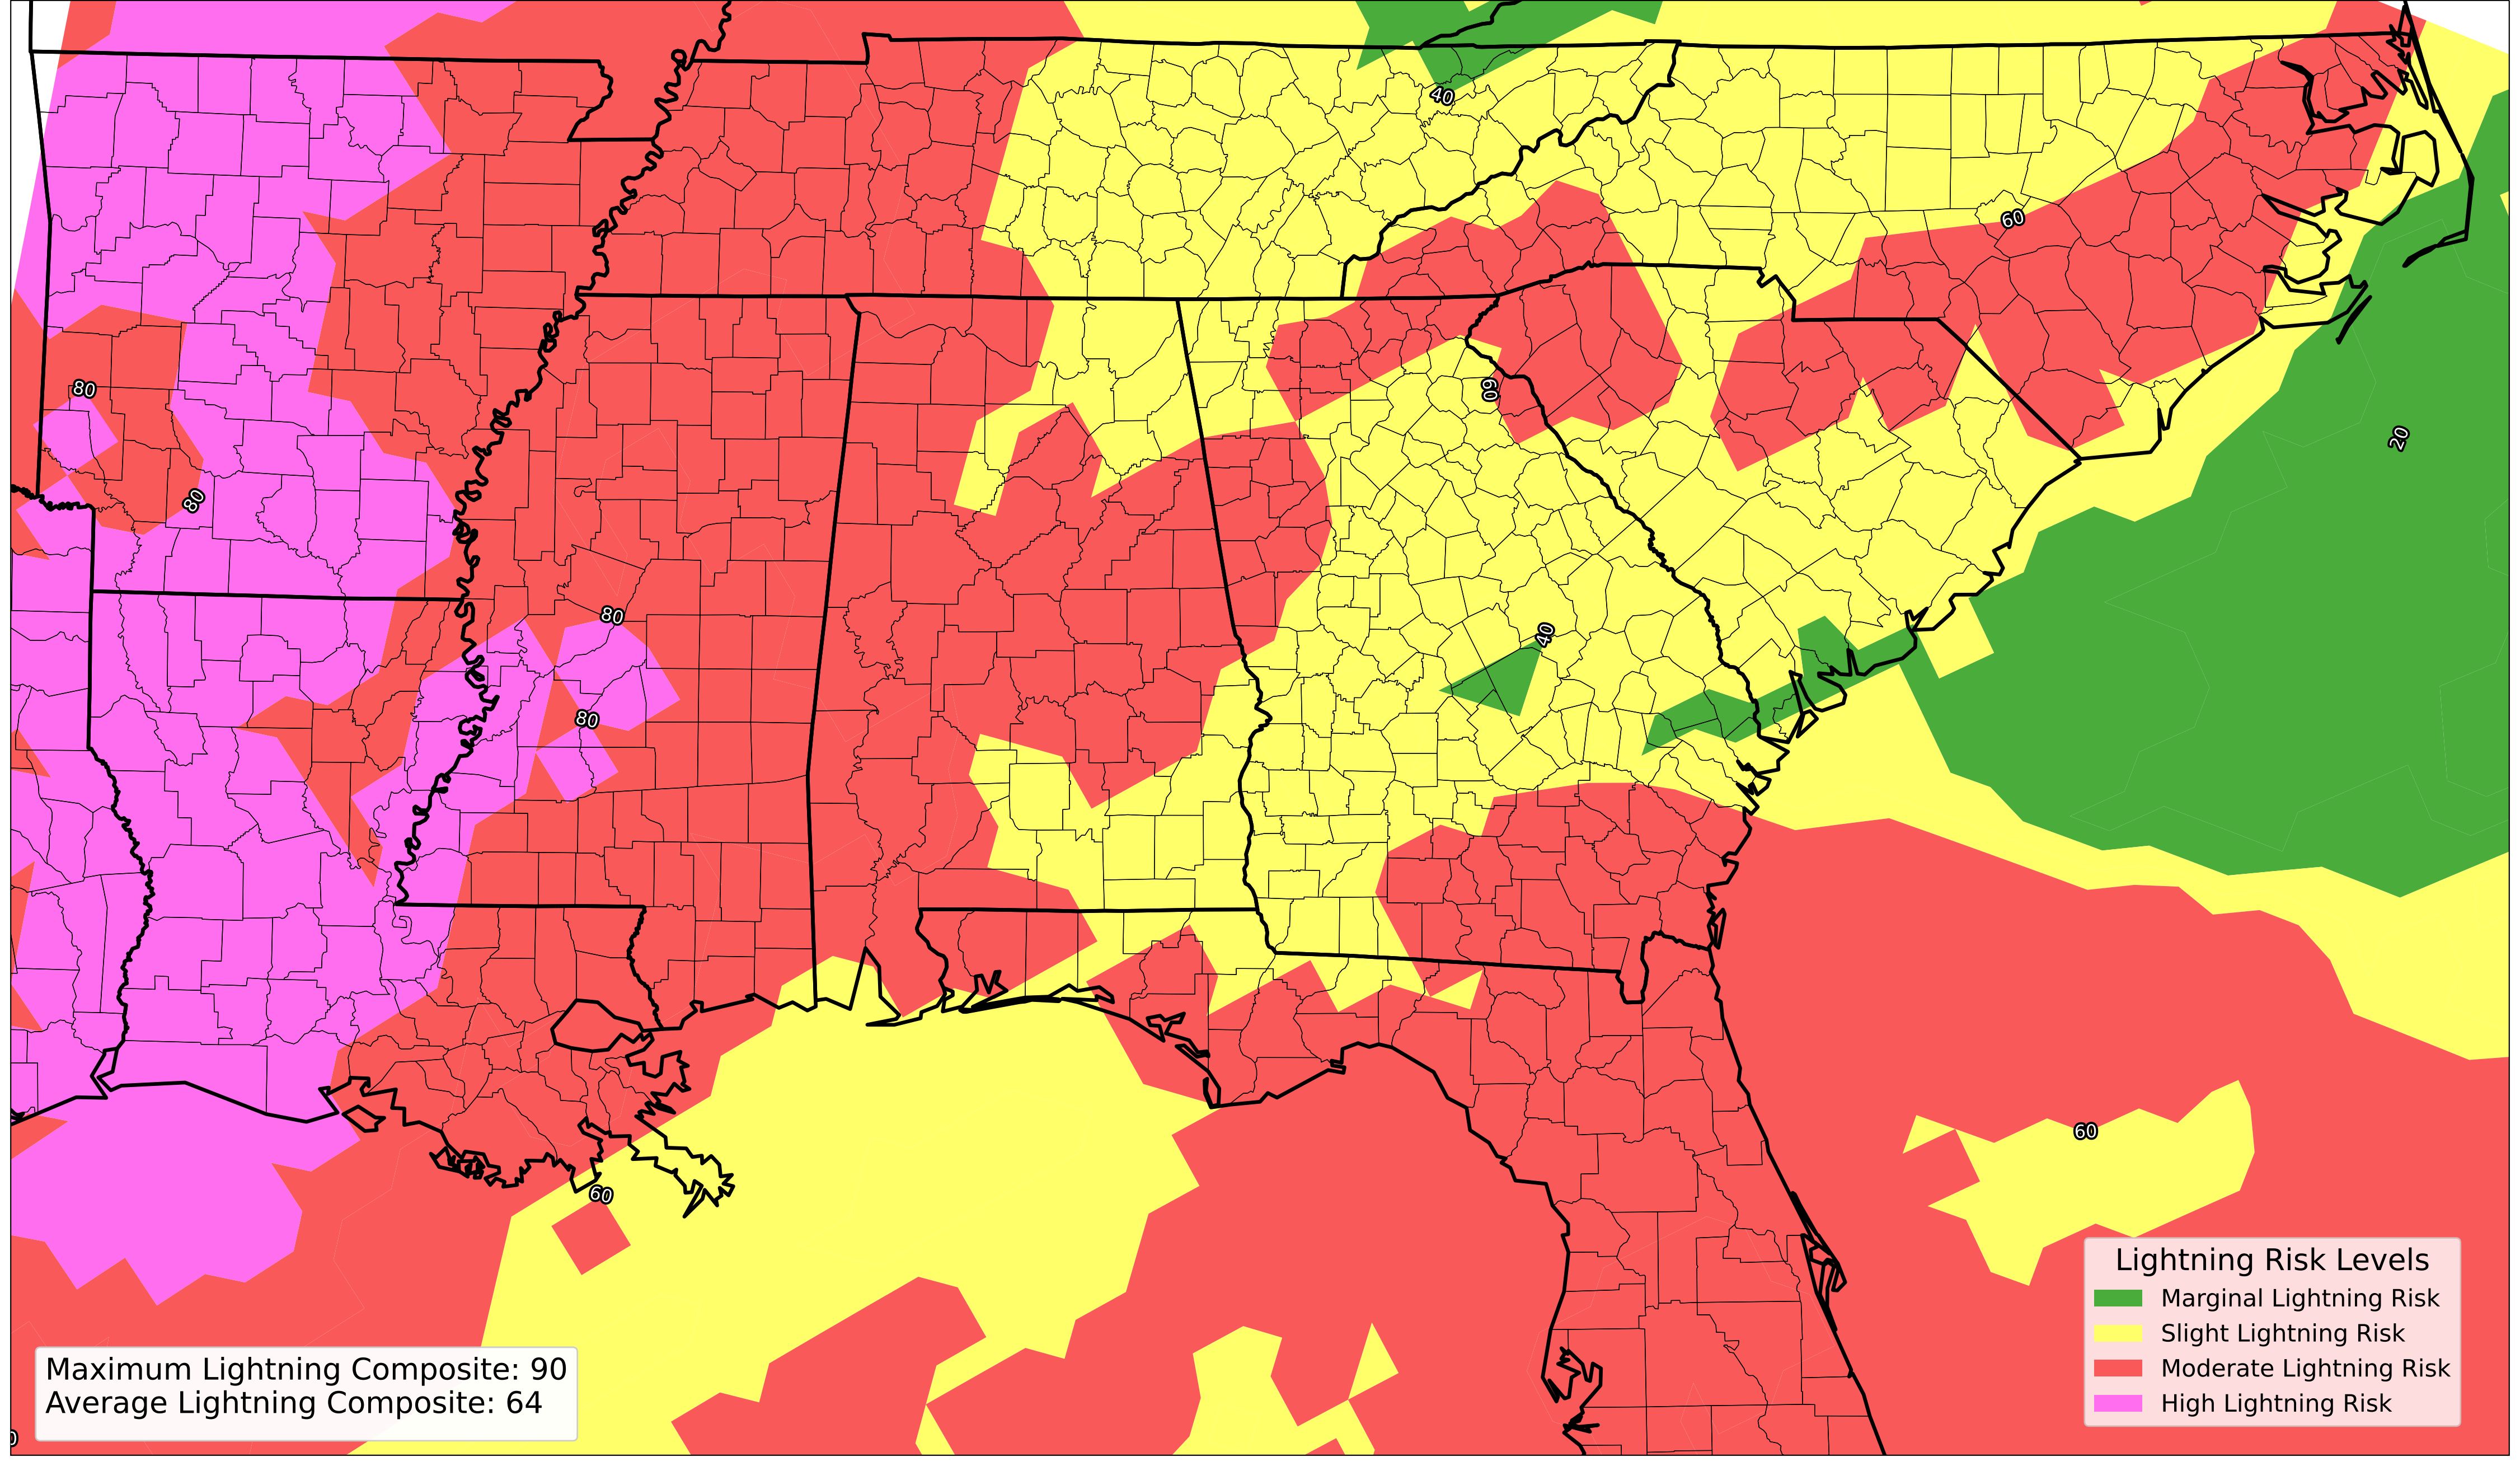 40
60
80
60
20
80
80
40
80
60
60
Lightning Risk Levels
Marginal Lightning Risk
Slight Lightning Risk
Moderate Lightning Risk
High Lightning Risk
Maximum Lightning Composite: 90
Average Lightning Composite: 64